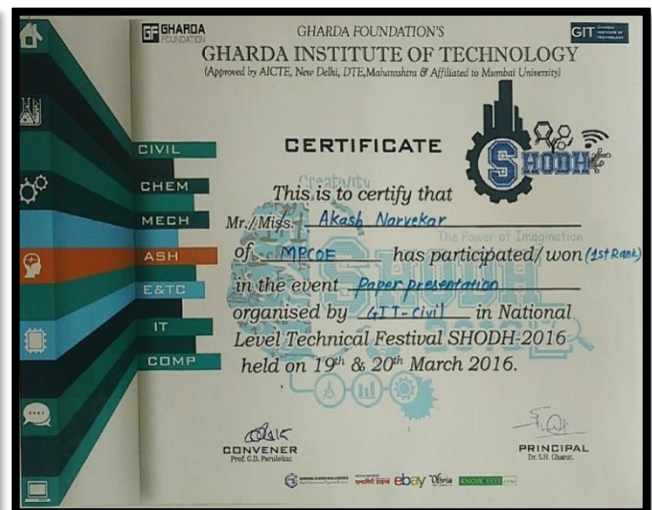 GHARDA
FOUNDATION
GHARDA FOUNDATION'S
GIT
GHARDA INSTITUTE OF TECHNOLOGY
(Approved by AICTE, New Delhi, DTE,Maharashtra & Affiliated to Mumbai University)
CERTIFICATE
SHODH
CIVIL
CHEM
MECH
ASH
E&TC
IT
COMP
Creativity
This is to certify that
Mr./Miss. Akash Narvekar
The Power of Imagination
of MPCOE has participated/won (1st Rank)
in the event Paper presentation
organised by GIT-Civil in National
Level Technical Festival SHODH-2016
held on 19th & 20th March 2016.
CONVENER
Prof. G.D. Parulekar.
PRINCIPAL
Dr. S.H. Gharat.
ebay
Olivia